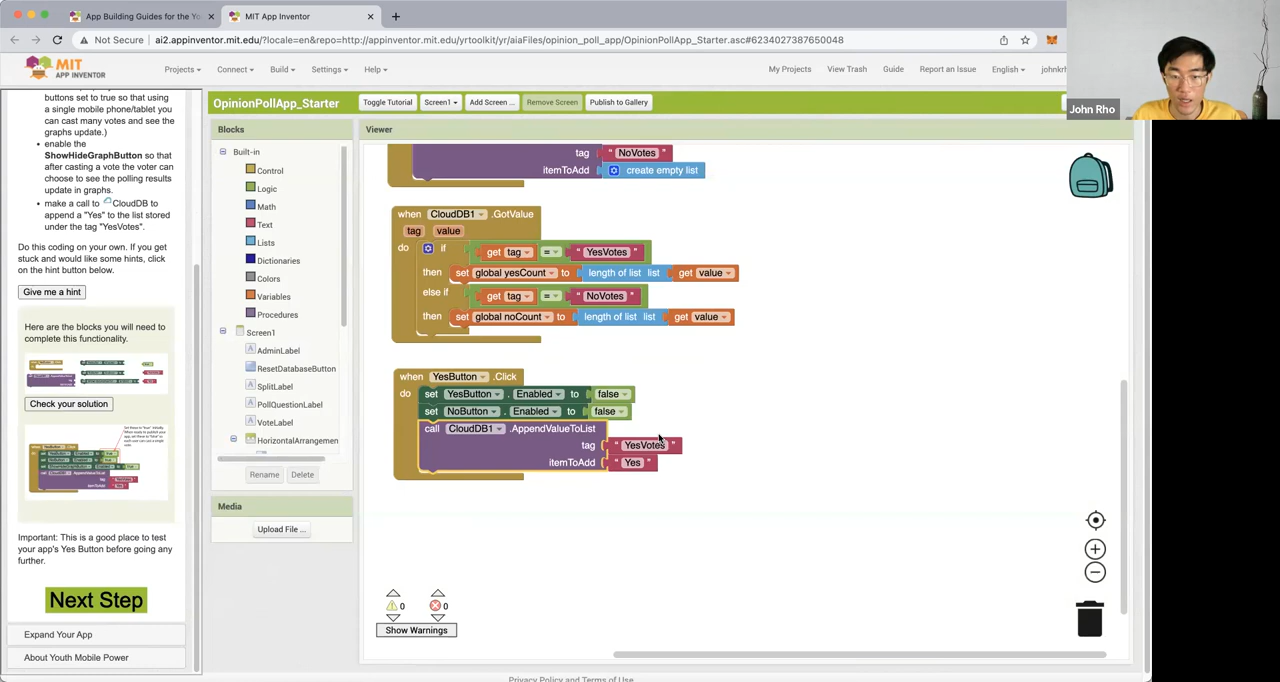 App Building Guides for the Yo
MIT App Inventor
Not Secure
ai2.appinventor.mit.edu/?locale=en&repo=http://appinventor.mit.edu/yrtoolkit/yr/aiaFiles/opinion_poll_app/OpinionPollApp_Starter.asc#6234027387650048
John Rho
MIT
APP INVENTOR
Projects
Connect
Build
Settings
Help
My Projects
View Trash
Guide
Report an Issue
English
johnkrh
OpinionPollApp_Starter
Toggle Tutorial
Screen1
Add Screen ...
Remove Screen
Publish to Gallery
buttons set to true so that using
a single mobile phone/tablet you
can cast many votes and see the
graphs update.)
enable the
ShowHideGraphButton so that
after casting a vote the voter can
choose to see the polling results
update in graphs.
make a call to CloudDB to
append a "Yes" to the list stored
under the tag "YesVotes".
Do this coding on your own. If you get
stuck and would like some hints, click
on the hint button below.
Give me a hint
Here are the blocks you will need to
complete this functionality.
Check your solution
Important: This is a good place to test
your app's Yes Button before going any
further.
Next Step
Expand Your App
About Youth Mobile Power
Blocks
Built-in
Control
Logic
Math
Text
Lists
Dictionaries
Colors
Variables
Procedures
Screen1
AdminLabel
ResetDatabaseButton
SplitLabel
PollQuestionLabel
VoteLabel
HorizontalArrangemen
Rename
Delete
Media
Upload File ...
Viewer
tag " NoVotes "
itemToAdd create empty list
when CloudDB1 .GotValue
tag value
do if get tag = " YesVotes "
then set global yesCount to length of list list get value
else if get tag = " NoVotes "
then set global noCount to length of list list get value
when YesButton .Click
do set YesButton . Enabled to false
set NoButton . Enabled to false
call CloudDB1 .AppendValueToList
tag " YesVotes "
itemToAdd " Yes "
0
0
Show Warnings
Privacy Policy and Terms of Use